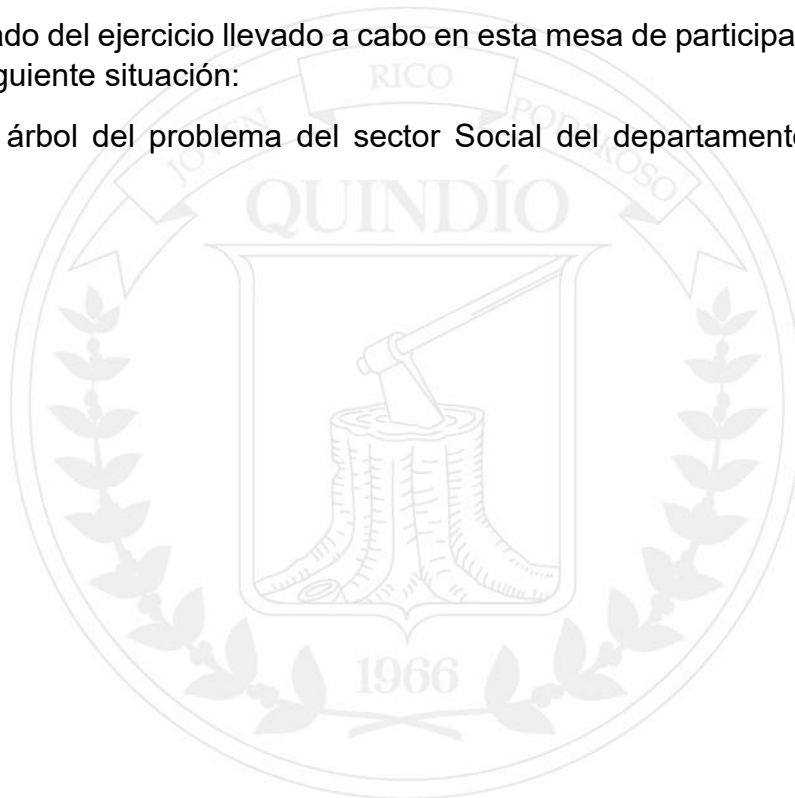 ado del ejercicio llevado a cabo en esta mesa de participa
guiente situación:
árbol del problema del sector Social del departamento
JOVEN RICO PODEROSO
QUINDÍO
1966